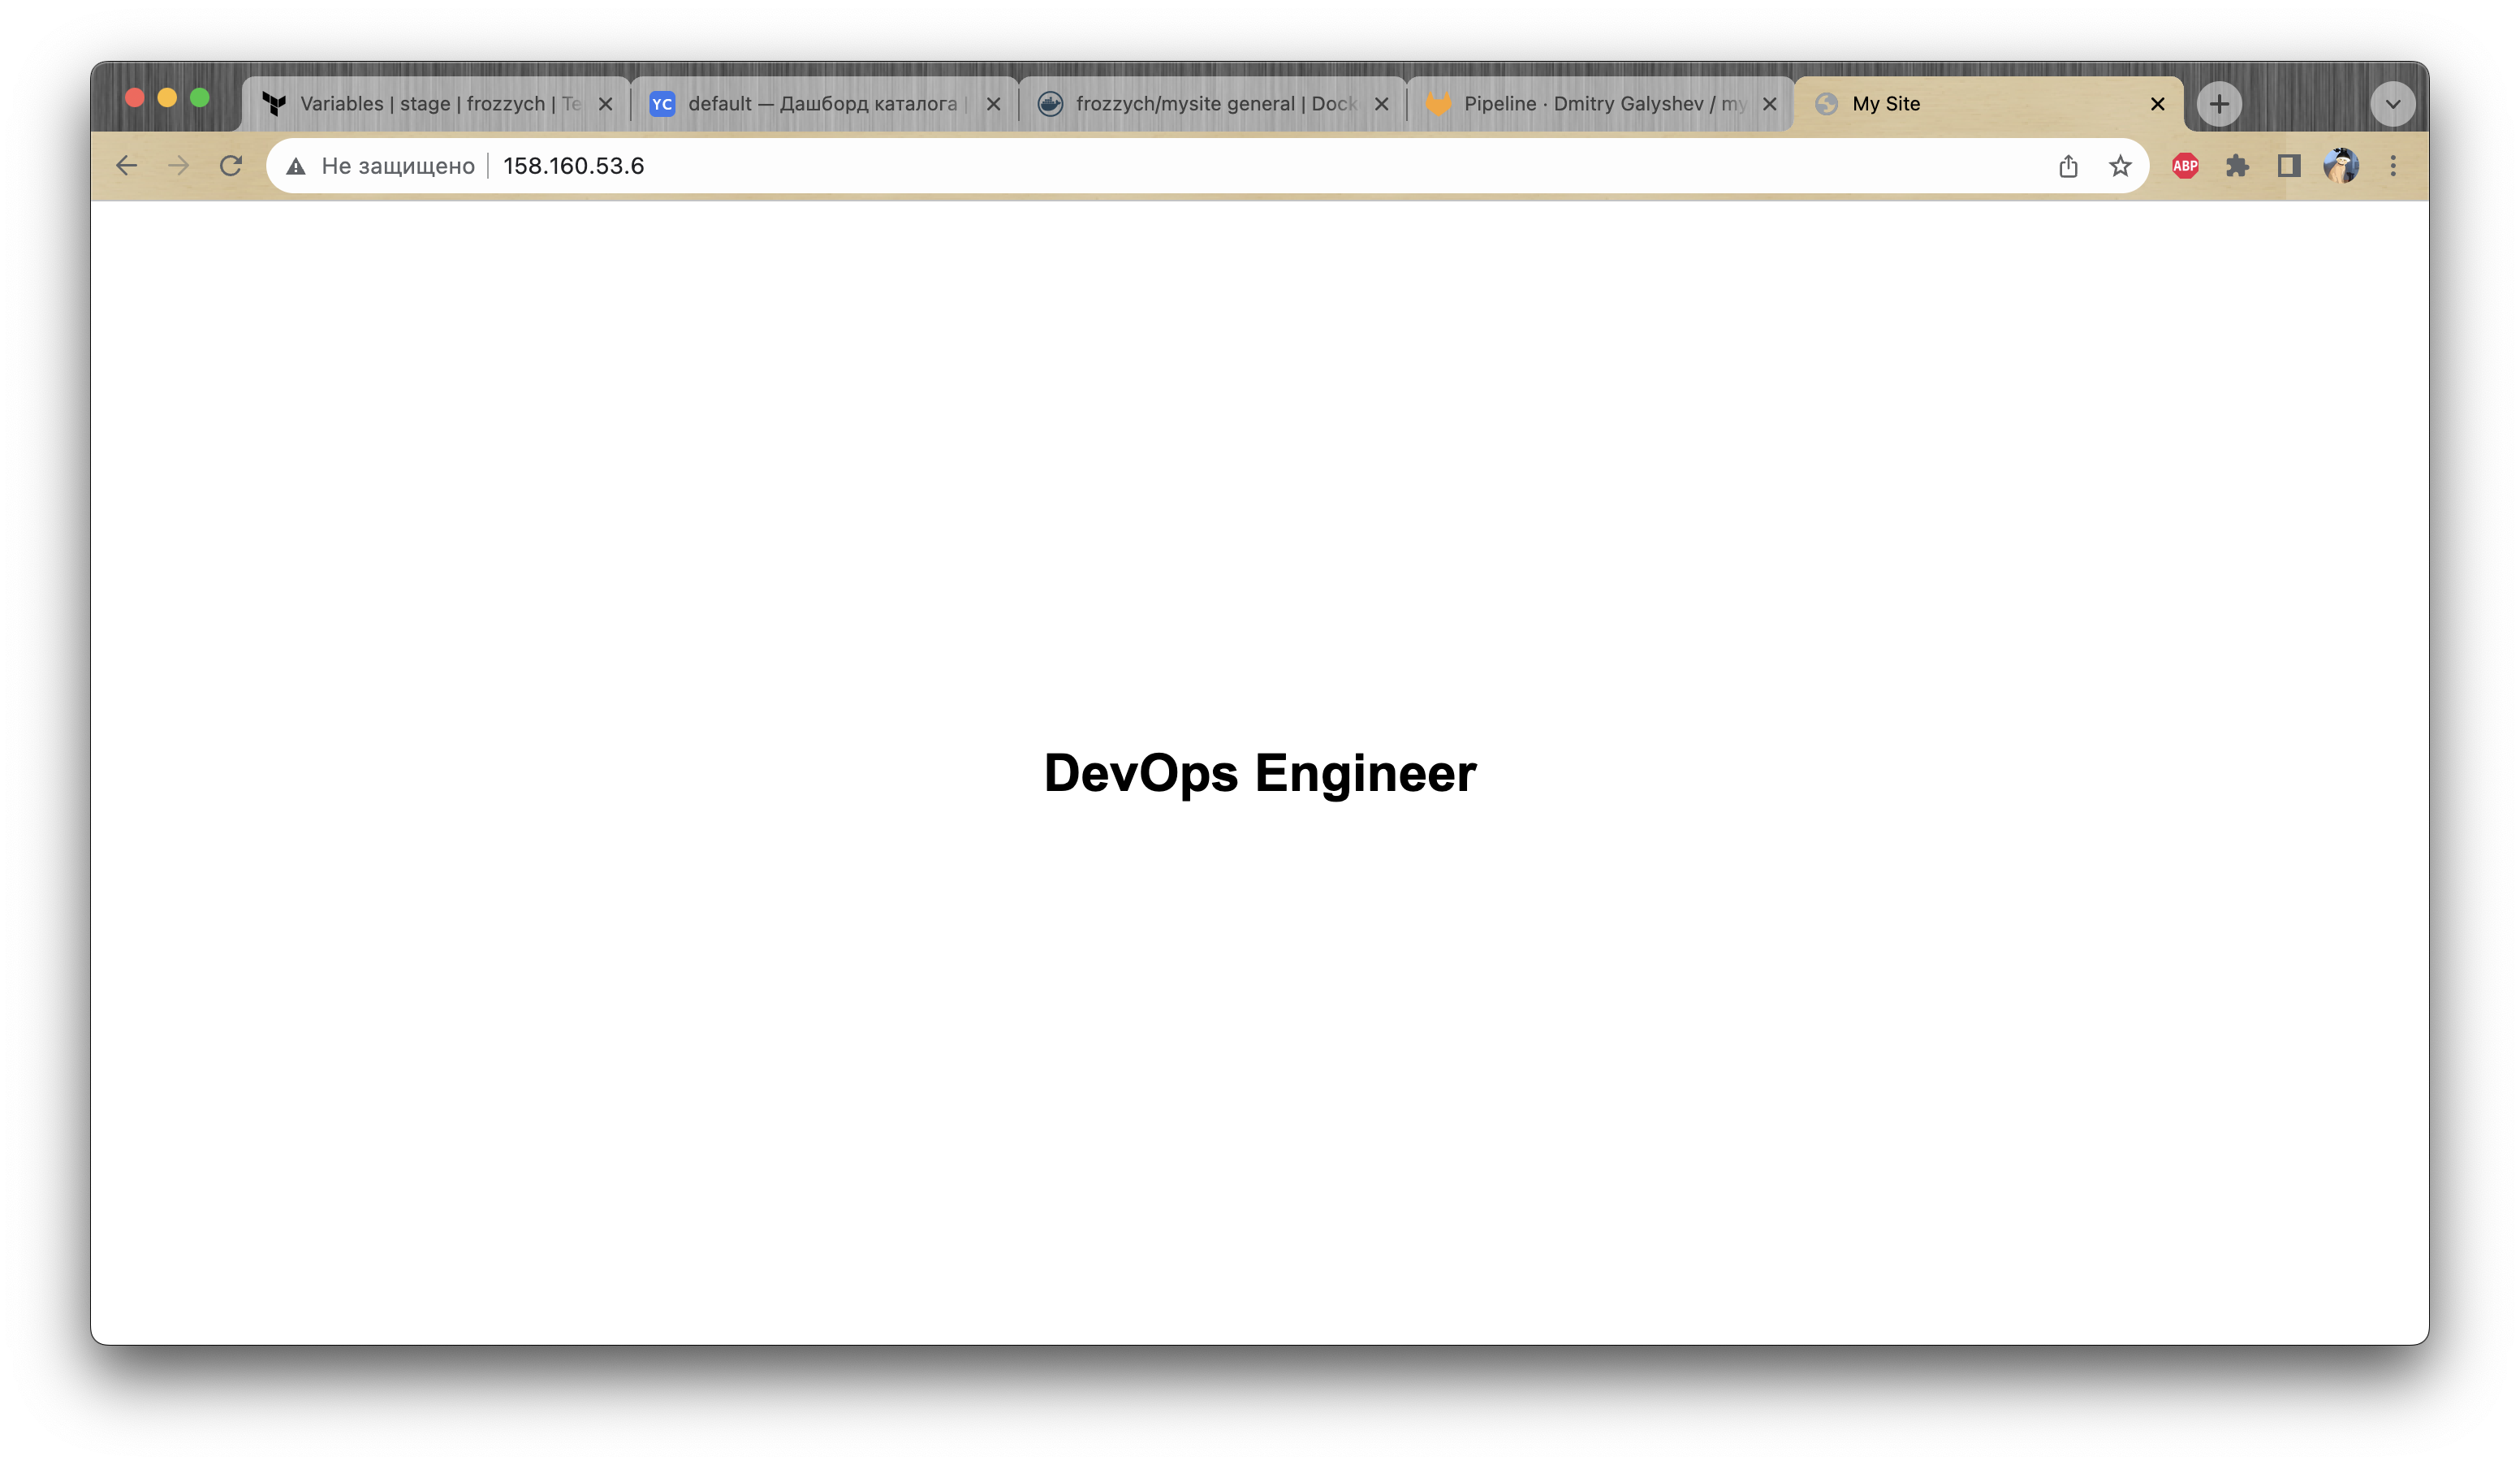 Variables | stage | frozzych | Te
YC default — Дашборд каталога |
frozzych/mysite general | Dock
Pipeline · Dmitry Galyshev / my
My Site
Не защищено 158.160.53.6
ABP
DevOps Engineer